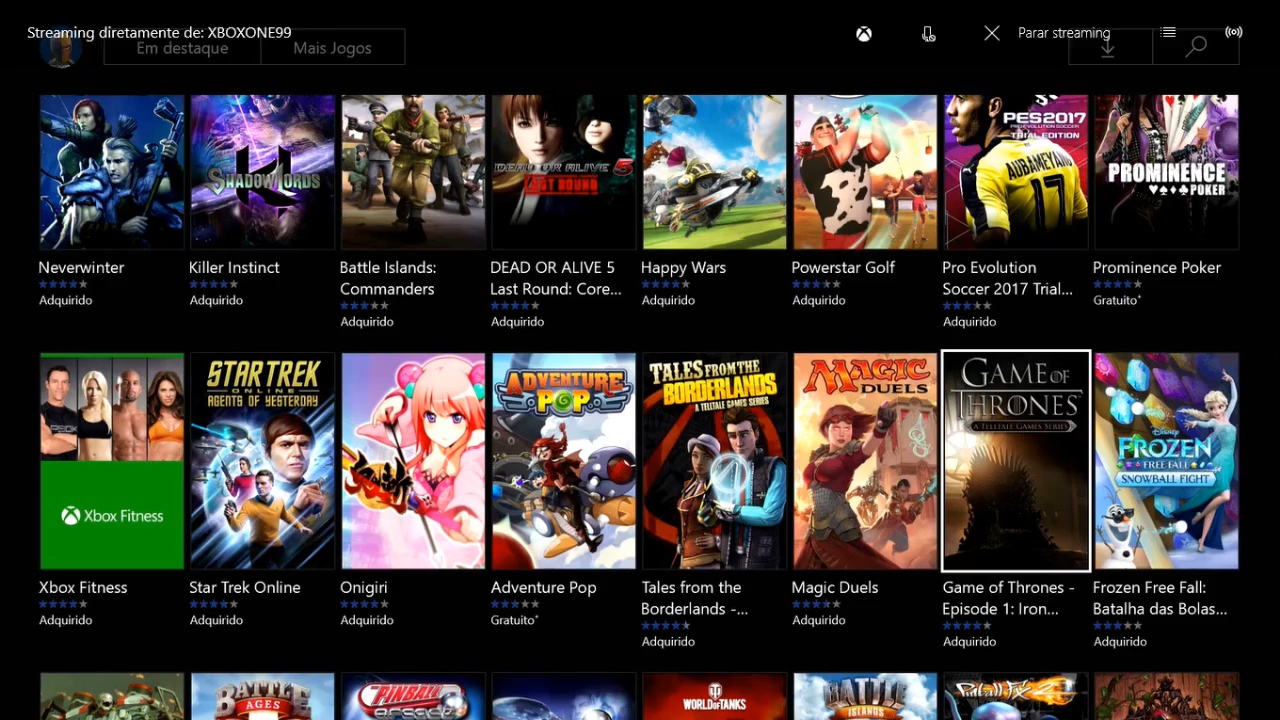 Streaming diretamente de: XBOXONE99
Parar streaming
Em destaque
Mais Jogos
SHADOW LORDS
DEAD OR ALIVE 5
LAST ROUND
PES2017
PRO EVOLUTION SOCCER
TRIAL EDITION
AUBAMEYANG
17
PROMINENCE
POKER
Neverwinter
Killer Instinct
Battle Islands:
Commanders
DEAD OR ALIVE 5
Last Round: Core...
Happy Wars
Powerstar Golf
Pro Evolution
Soccer 2017 Trial...
Prominence Poker
Adquirido
Adquirido
Adquirido
Adquirido
Adquirido
Adquirido
Adquirido
Gratuito*
Xbox Fitness
STAR TREK
ONLINE
AGENTS OF YESTERDAY
ADVENTURE
POP
TALES FROM THE
BORDERLANDS
A TELLTALE GAMES SERIES
MAGIC
DUELS
GAME OF
THRONES
A TELLTALE GAMES SERIES
Disney
FROZEN
FREE FALL
SNOWBALL FIGHT
Xbox Fitness
Star Trek Online
Onigiri
Adventure Pop
Tales from the
Borderlands -...
Magic Duels
Game of Thrones -
Episode 1: Iron...
Frozen Free Fall:
Batalha das Bolas...
Adquirido
Adquirido
Adquirido
Gratuito*
Adquirido
Adquirido
Adquirido
Adquirido
BATTLE
AGES
PINBALL
arcade
WORLD OF TANKS
BATTLE
ISLANDS
Pinball FX2